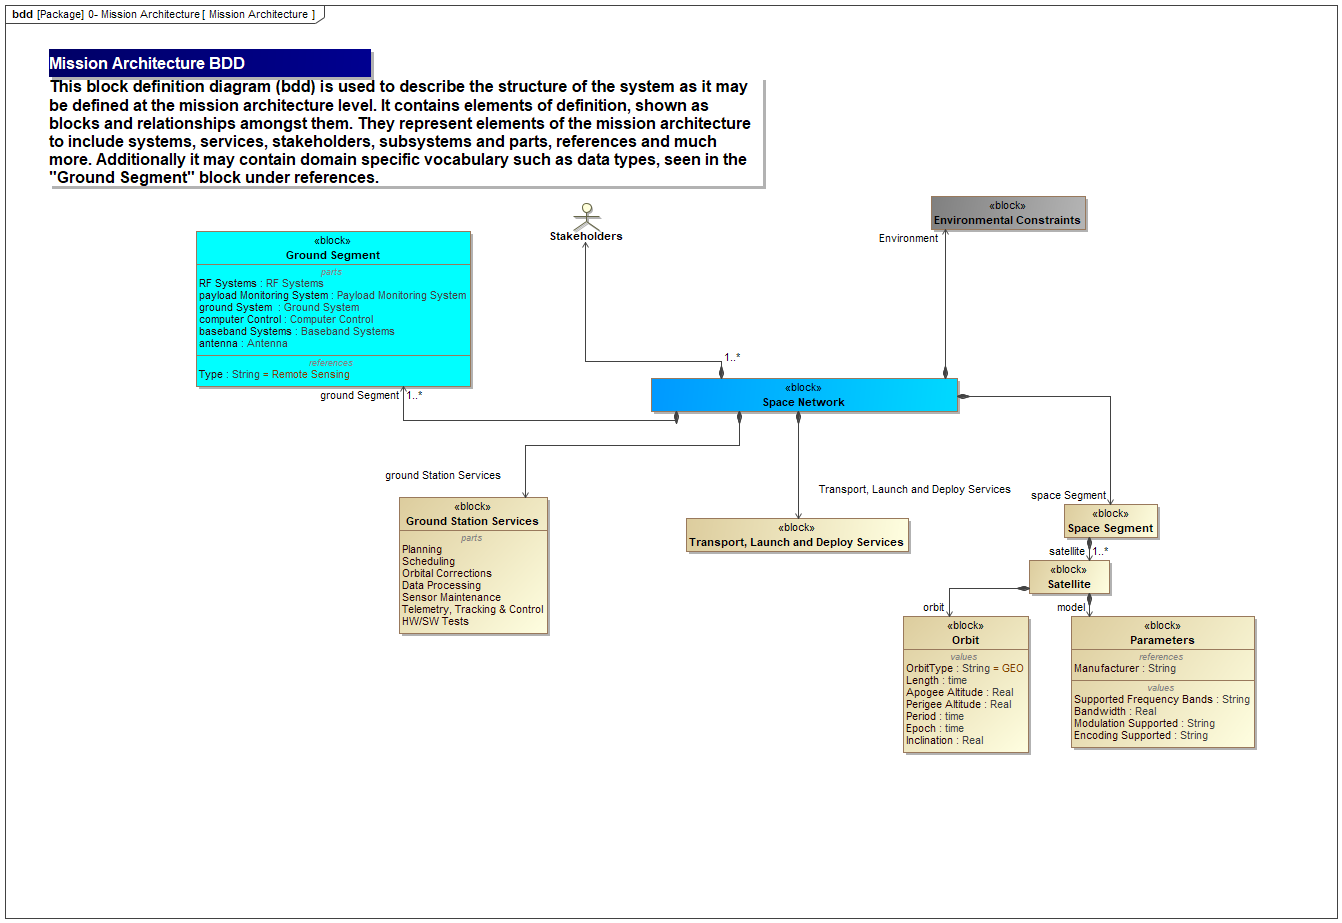 bdd [Package] 0- Mission Architecture [ Mission Architecture ]
Mission Architecture BDD
This block definition diagram (bdd) is used to describe the structure of the system as it may
be defined at the mission architecture level. It contains elements of definition, shown as
blocks and relationships amongst them. They represent elements of the mission architecture
to include systems, services, stakeholders, subsystems and parts, references and much
more. Additionally it may contain domain specific vocabulary such as data types, seen in the
"Ground Segment" block under references.
Stakeholders
«block»
Environmental Constraints
Environment
«block»
Ground Segment
parts
RF Systems : RF Systems
payload Monitoring System : Payload Monitoring System
ground System : Ground System
computer Control : Computer Control
baseband Systems : Baseband Systems
antenna : Antenna
references
Type : String = Remote Sensing
ground Segment
1..*
1..*
«block»
Space Network
ground Station Services
«block»
Ground Station Services
parts
Planning
Scheduling
Orbital Corrections
Data Processing
Sensor Maintenance
Telemetry, Tracking & Control
HW/SW Tests
Transport, Launch and Deploy Services
«block»
Transport, Launch and Deploy Services
space Segment
«block»
Space Segment
satellite
1..*
«block»
Satellite
orbit
model
«block»
Orbit
values
OrbitType : String = GEO
Length : time
Apogee Altitude : Real
Perigee Altitude : Real
Period : time
Epoch : time
Inclination : Real
«block»
Parameters
references
Manufacturer : String
values
Supported Frequency Bands : String
Bandwidth : Real
Modulation Supported : String
Encoding Supported : String